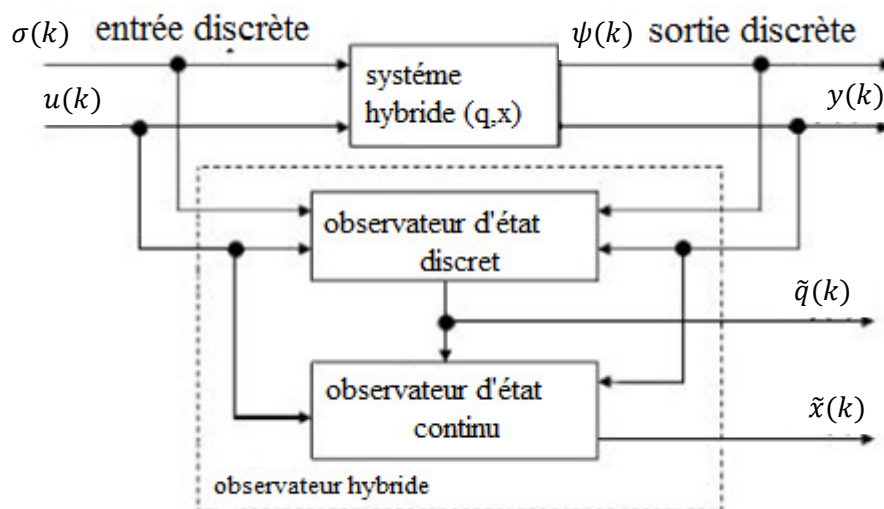 σ(k) entrée discrète
ψ(k) sortie discrète
u(k)
systéme
hybride (q,x)
y(k)
observateur d'état
discret
q̃(k)
observateur d'état
continu
x̃(k)
observateur hybride